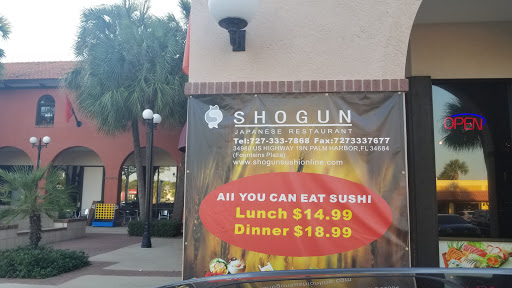 SHOGUN
JAPANESE RESTAURANT
Tel:727-333-7868 Fax:7273337677
34966 US HIGHWAY 19N PALM HARBOR,FL 34684
(Fountains Plaza)
www.shogunsushionline.com
All YOU CAN EAT SUSHI
Lunch $14.99
Dinner $18.99
OPEN